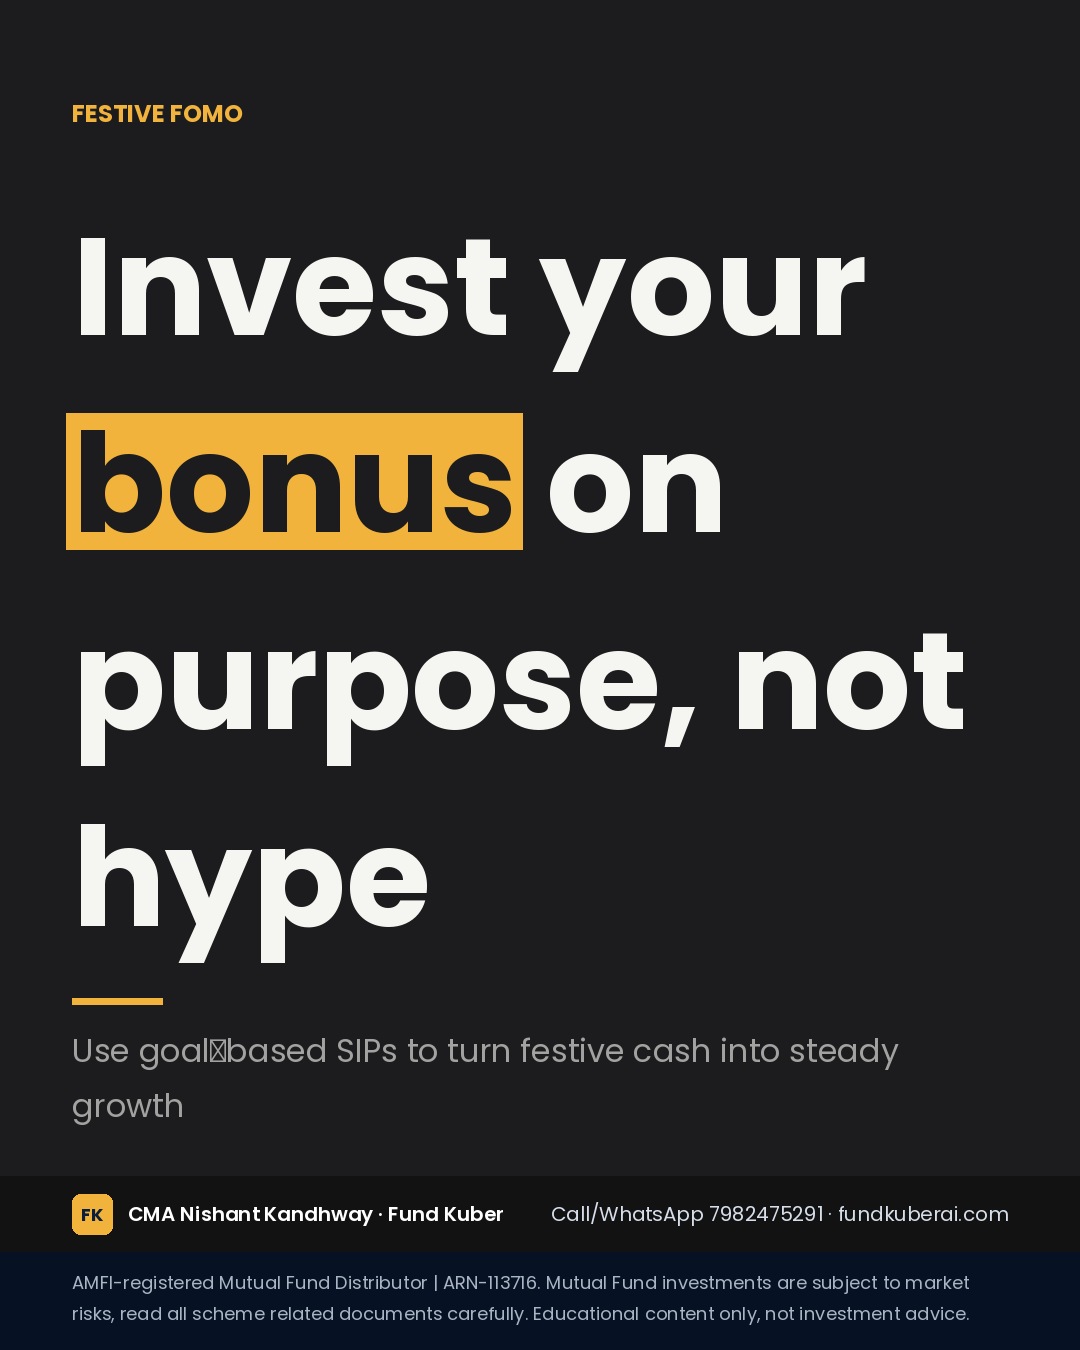 FESTIVE FOMO
Invest your
bonus on
purpose, not
hype
Use goal☒based SIPs to turn festive cash into steady
growth
FK CMA Nishant Kandhway · Fund Kuber Call/WhatsApp 7982475291 · fundkuberai.com
AMFI-registered Mutual Fund Distributor | ARN-113716. Mutual Fund investments are subject to market
risks, read all scheme related documents carefully. Educational content only, not investment advice.